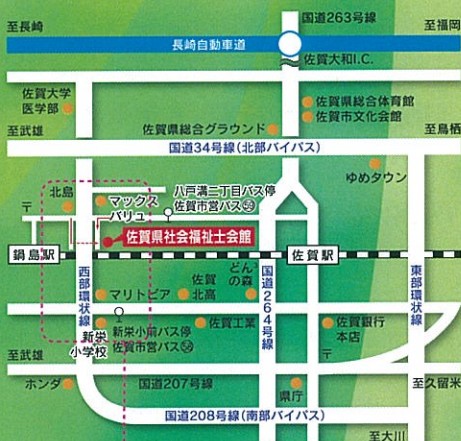 国道263号線
至長崎
至福岡
長崎自動車道
佐賀大和I.C.
佐賀大学
医学部
佐賀県総合体育館
佐賀市文化会館
至武雄
佐賀県総合グラウンド
至鳥栖
国道34号線(北部バイパス)
ゆめタウン
北島
マックス
バリュ
八戸溝二丁目バス停
佐賀市営バス㊿
〒
佐賀県社会福祉士会館
鍋島駅
佐賀駅
西部環状線
マリトピア
佐賀
北高
どん
の森
国道264号線
東部環状線
新栄小前バス停
佐賀市営バス
新栄
小学校
佐賀工業
佐賀銀行
本店
〒
至武雄
ホンダ
国道207号線
県庁
至久留米
国道208号線(南部バイパス)
至大川